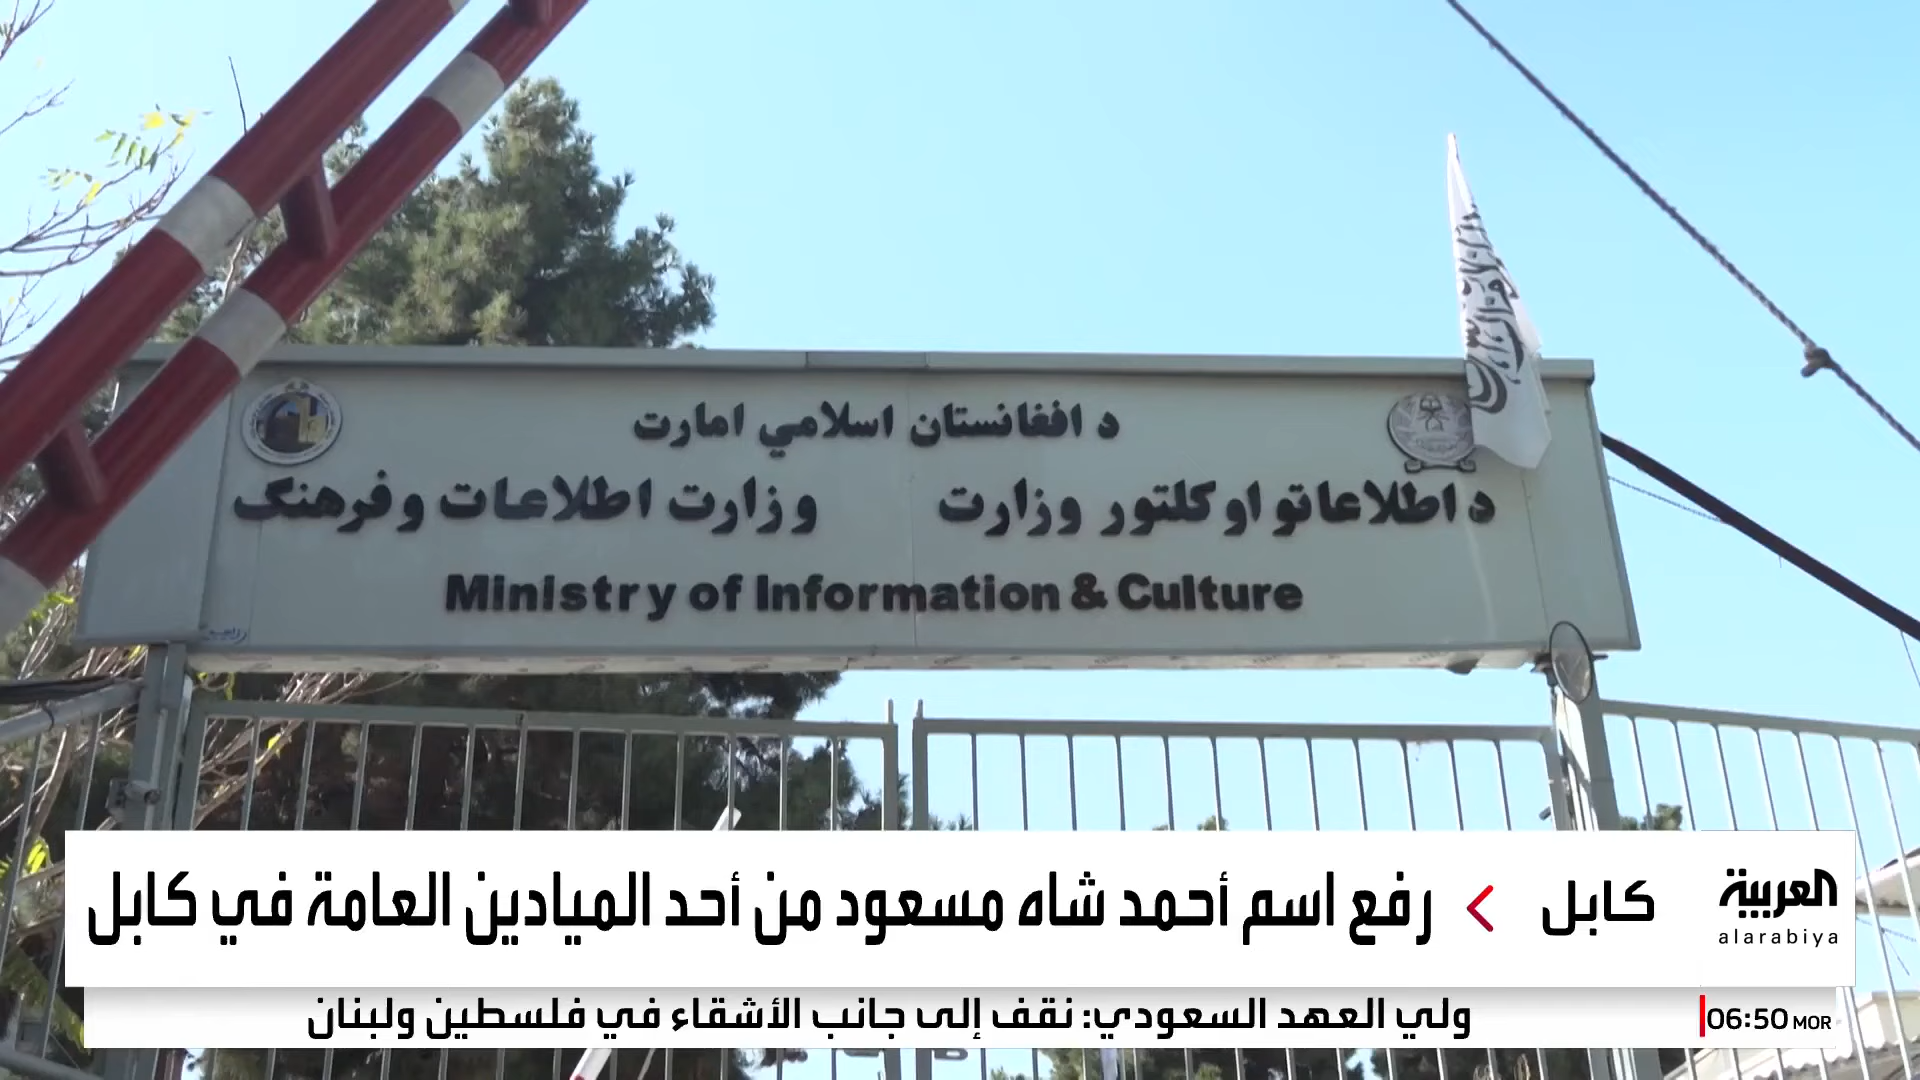 د افغانستان اسلامي امارت
د اطلاعاتو او کلتور وزارت
وزارت اطلاعات و فرهنگ
Ministry of Information & Culture
العربية
alarabiya
كابل
رفع اسم أحمد شاه مسعود من أحد الميادين العامة في كابل
06:50 MOR
ولي العهد السعودي: نقف إلى جانب الأشقاء في فلسطين ولبنان